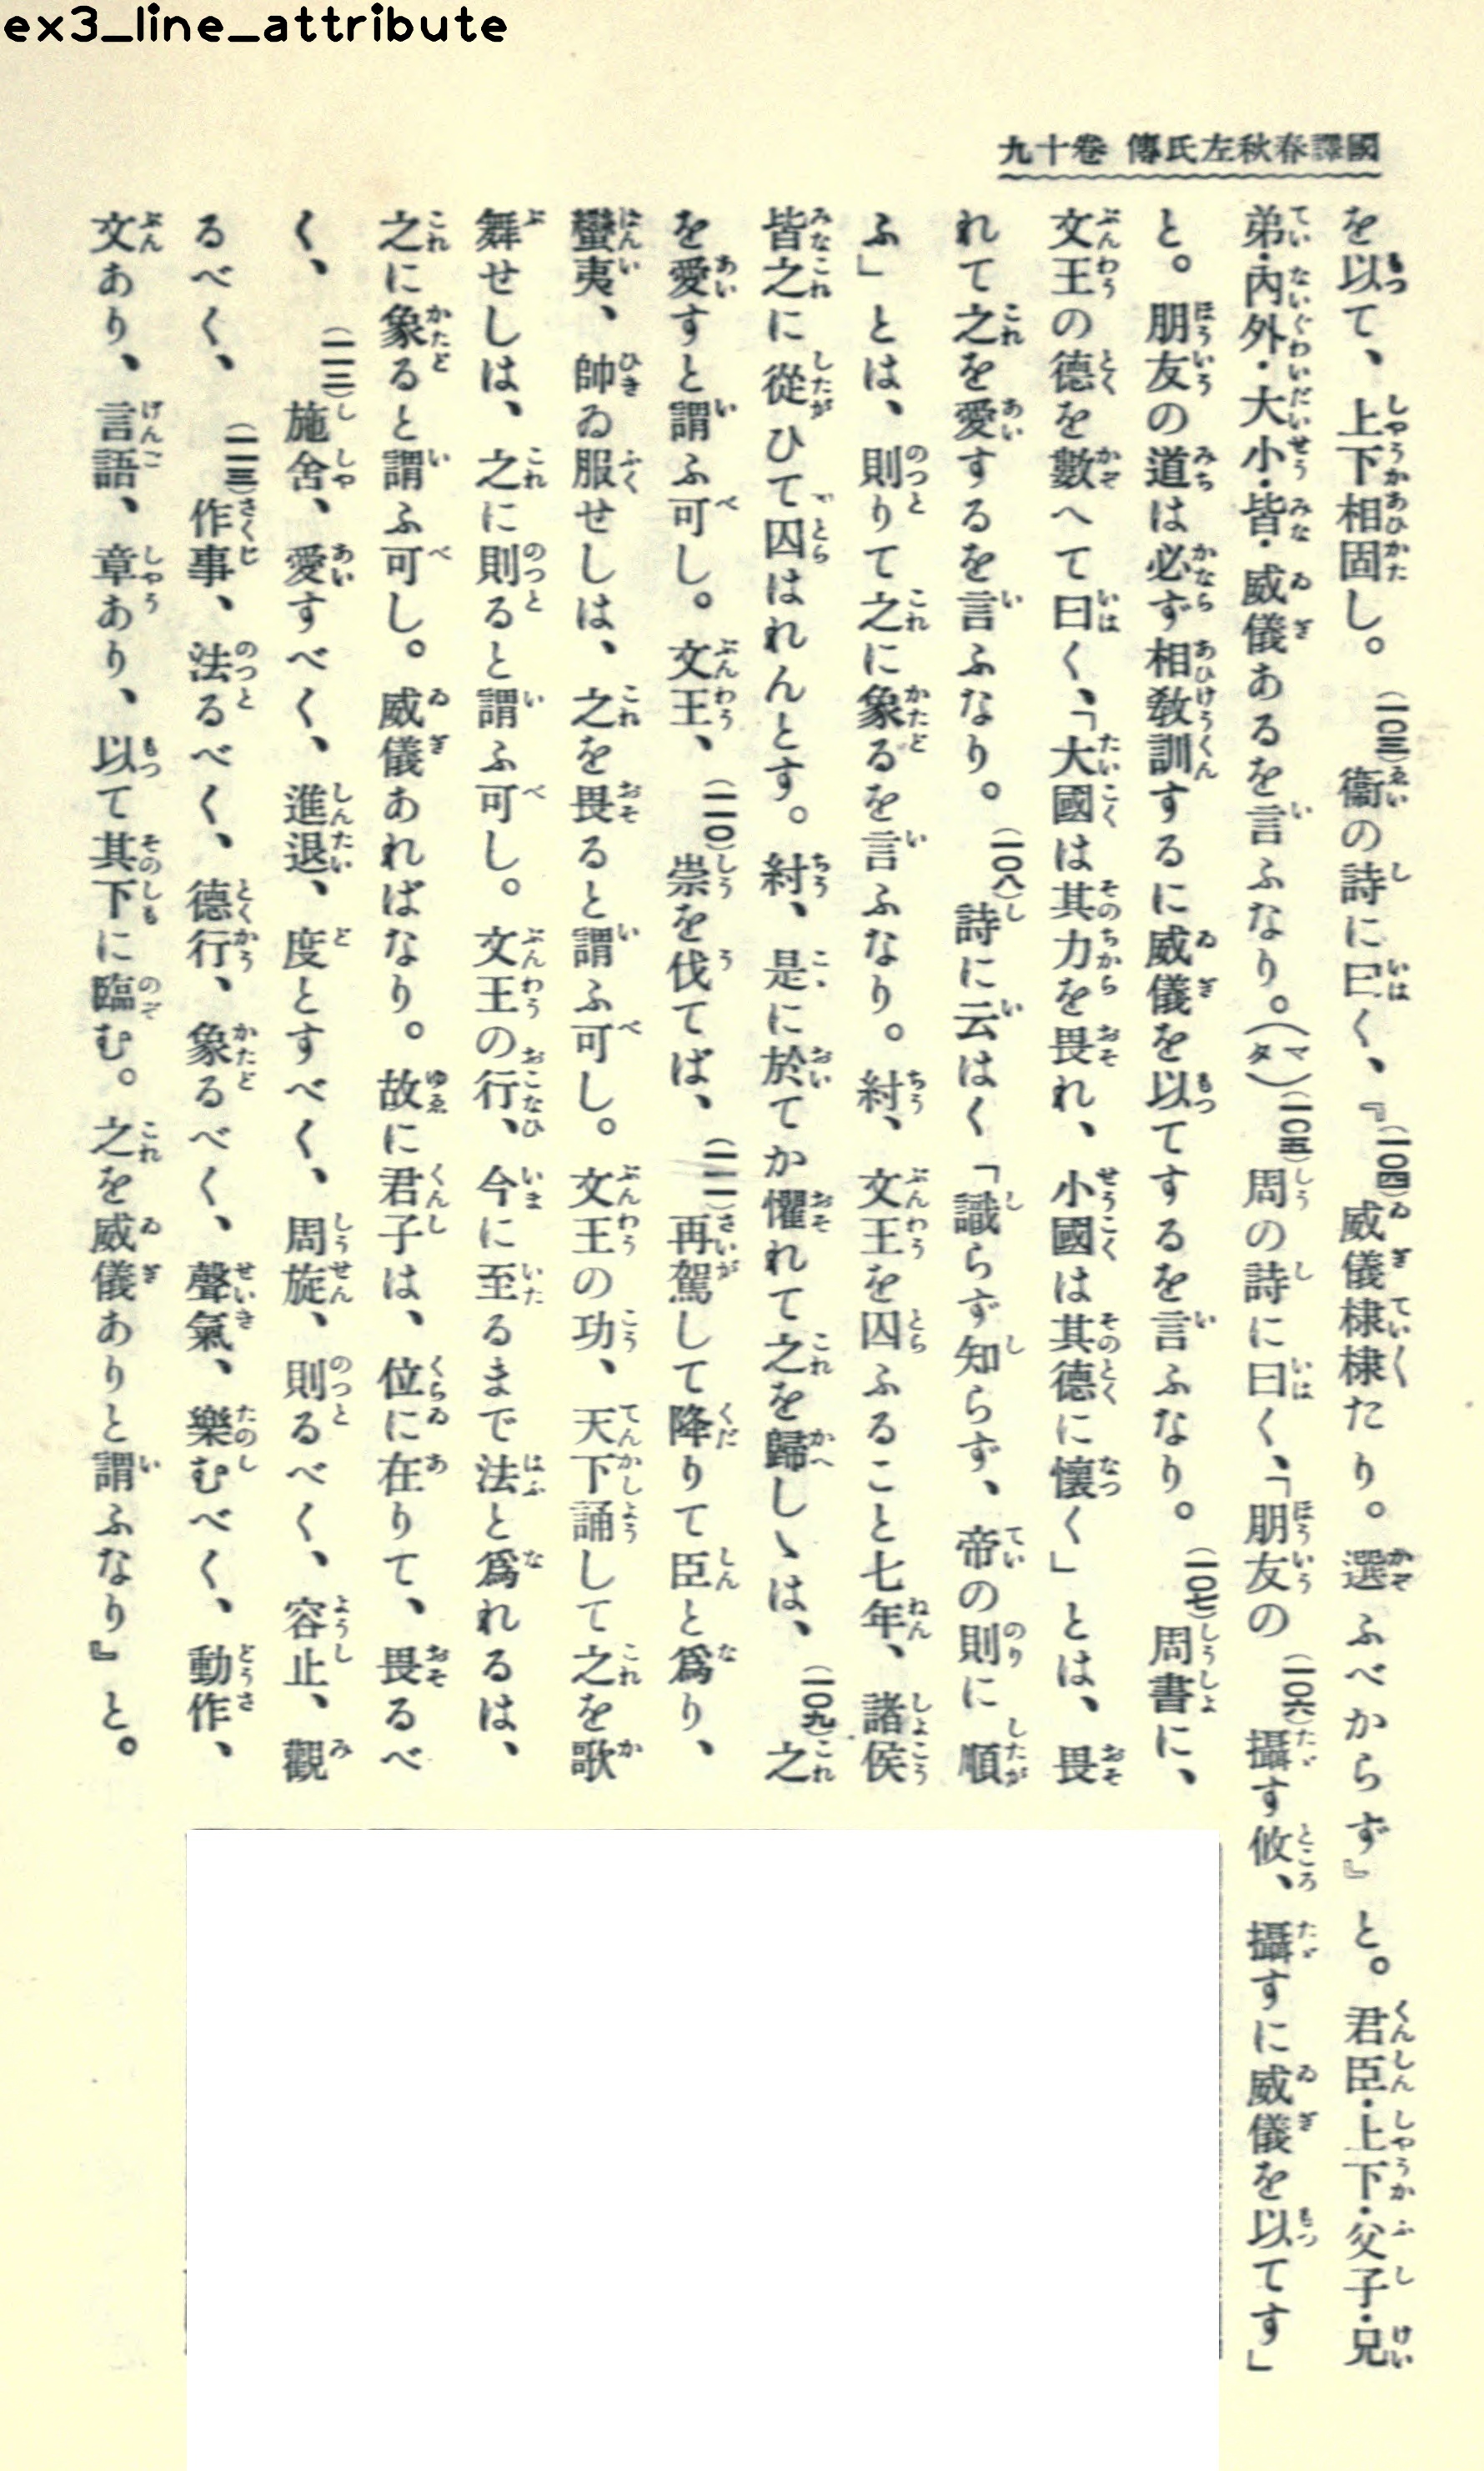 ex3_line_attribute
國譯春秋左氏傳 卷十九
を以て、上下相固し。(一〇三)衞の詩に曰く、『(一〇四)威儀棣棣たり。選ふべからず』と。君臣・上下・父子・兄
弟・內外・大小・皆・威儀あるを言ふなり。(マタ)(一〇五)周の詩に曰く、「朋友の(一〇六)攝す攸、攝すに威儀を以てす」
と。朋友の道は必ず相敎訓するに威儀を以てするを言ふなり。(一〇七)周書に、
文王の德を數へて曰く、「大國は其力を畏れ、小國は其德に懷く」とは、畏
れて之を愛するを言ふなり。(一〇八)詩に云はく「識らず知らず、帝の則に順
ふ」とは、則りて之に象るを言ふなり。紂、文王を囚ふること七年、諸侯
皆之に從ひて囚はれんとす。紂、是に於てか懼れて之を歸しゝは、(一〇九)之
を愛すと謂ふ可し。文王、(一一〇)崇を伐てば、(一一一)再駕して降りて臣と爲り、
蠻夷、帥ゐ服せしは、之を畏ると謂ふ可し。文王の功、天下誦して之を歌
舞せしは、之に則ると謂ふ可し。文王の行、今に至るまで法と爲れるは、
之に象ると謂ふ可し。威儀あればなり。故に君子は、位に在りて、畏るべ
く、(一一二)施舍、愛すべく、進退、度とすべく、周旋、則るべく、容止、觀
るべく、(一一三)作事、法るべく、德行、象るべく、聲氣、樂むべく、動作、
文あり、言語、章あり、以て其下に臨む。之を威儀ありと謂ふなり』と。